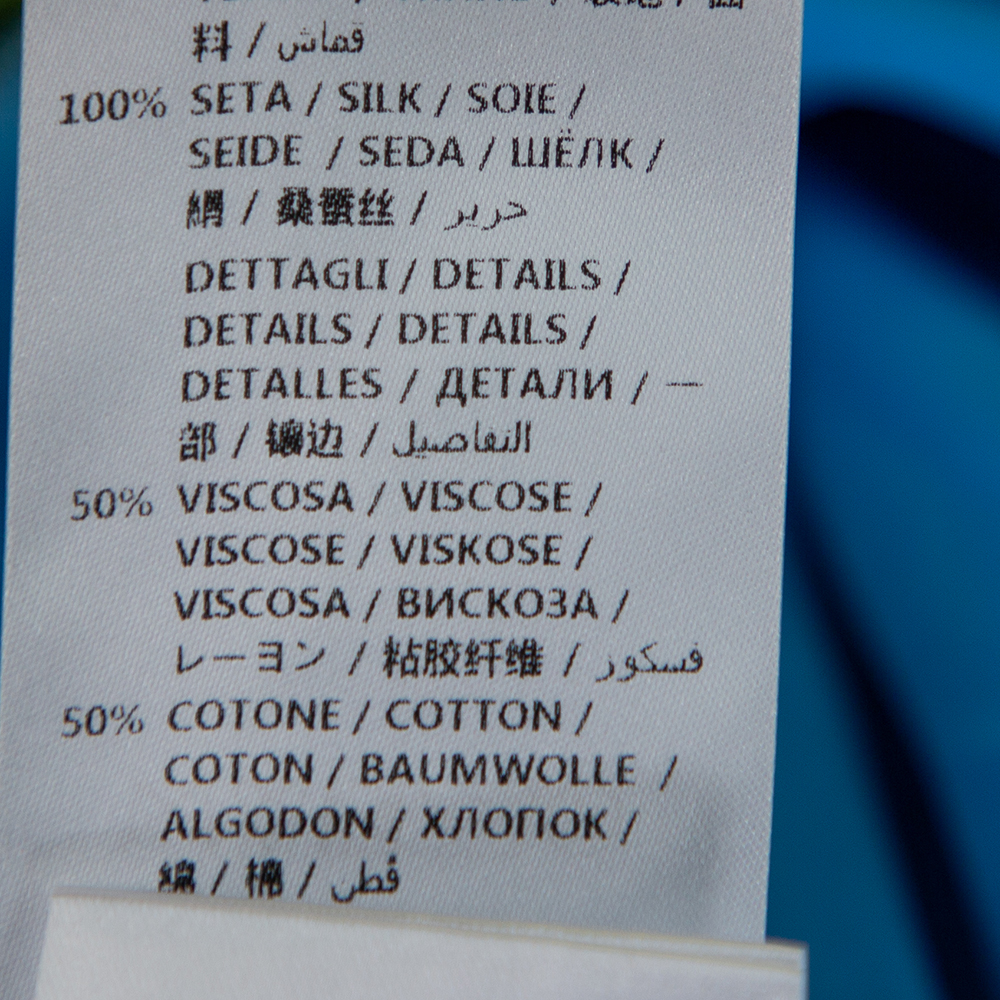 料 / قماش
100% SETA / SILK / SOIE /
SEIDE / SEDA / ШЁЛК /
絹 / 桑蚕丝 / حرير
DETTAGLI / DETAILS /
DETAILS / DETAILS /
DETALLES / ДЕТАЛИ / 一
部 / 镶边 / التفاصيل
50% VISCOSA / VISCOSE /
VISCOSE / VISKOSE /
VISCOSA / ВИСКОЗА /
レーヨン / 粘胶纤维 / فسكوز
50% COTONE / COTTON /
COTON / BAUMWOLLE /
ALGODON / ХЛОПОК /
綿 / 棉 / قطن